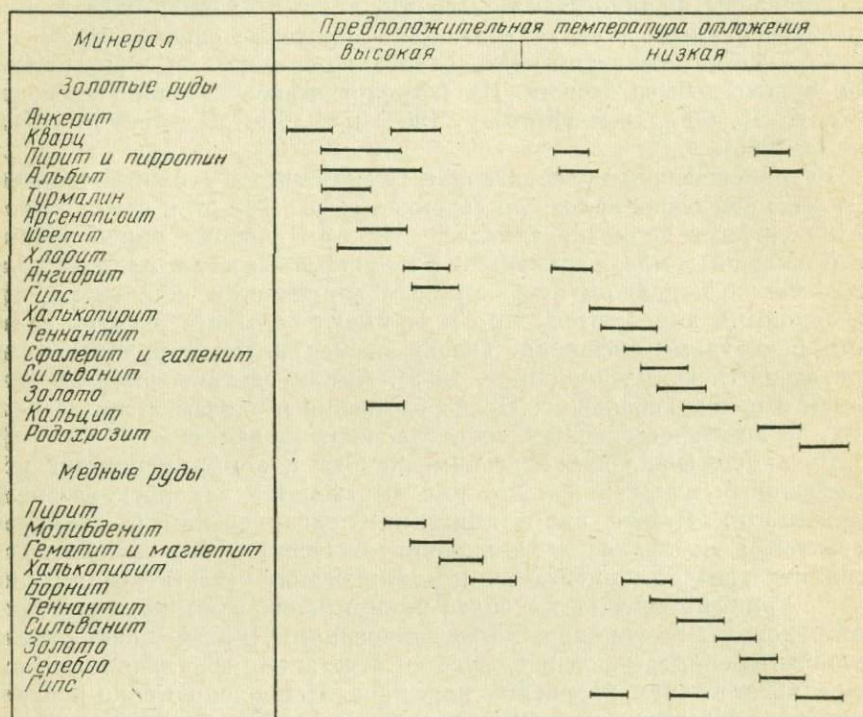 Минерал
Предположительная температура отложения
высокая
низкая
Золотые руды
Анкерит
Кварц
Пирит и пирротин
Альбит
Турмалин
Арсенопирит
Шеелит
Хлорит
Ангидрит
Гипс
Халькопирит
Теннантит
Сфалерит и галенит
Сильванит
Золото
Кальцит
Родохрозит
Медные руды
Пирит
Молибденит
Гематит и магнетит
Халькопирит
Борнит
Теннантит
Сильванит
Золото
Серебро
Гипс